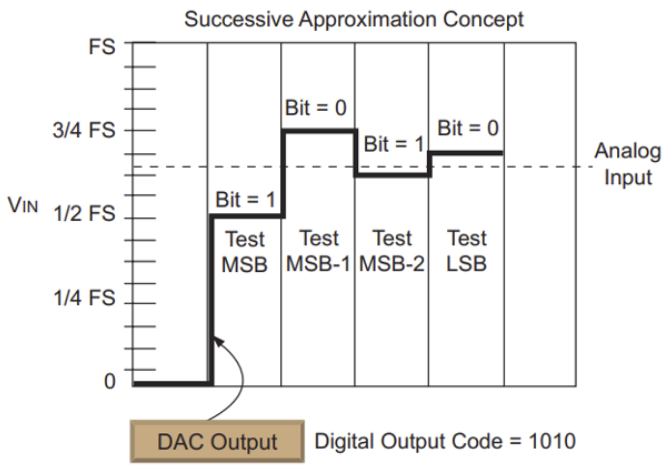 Successive Approximation Concept
FS
3/4 FS
VIN
1/2 FS
1/4 FS
0
Bit = 1
Bit = 0
Bit = 1
Bit = 0
Analog
Input
Test
MSB
Test
MSB-1
Test
MSB-2
Test
LSB
DAC Output
Digital Output Code = 1010